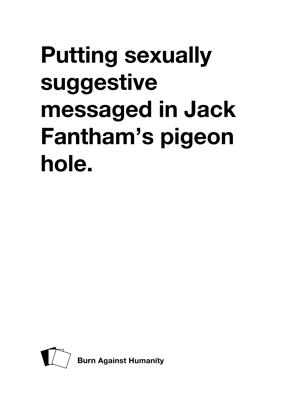 Putting sexually
suggestive
messaged in Jack
Fantham’s pigeon
hole.
Burn Against Humanity